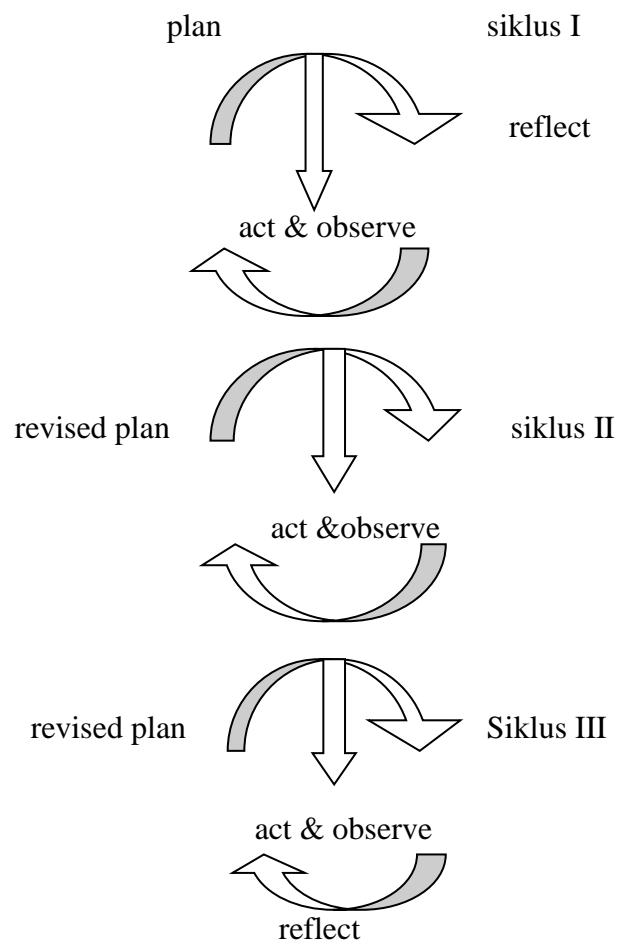 plan siklus I
reflect
act & observe
revised plan siklus II
act &observe
revised plan Siklus III
act & observe
reflect